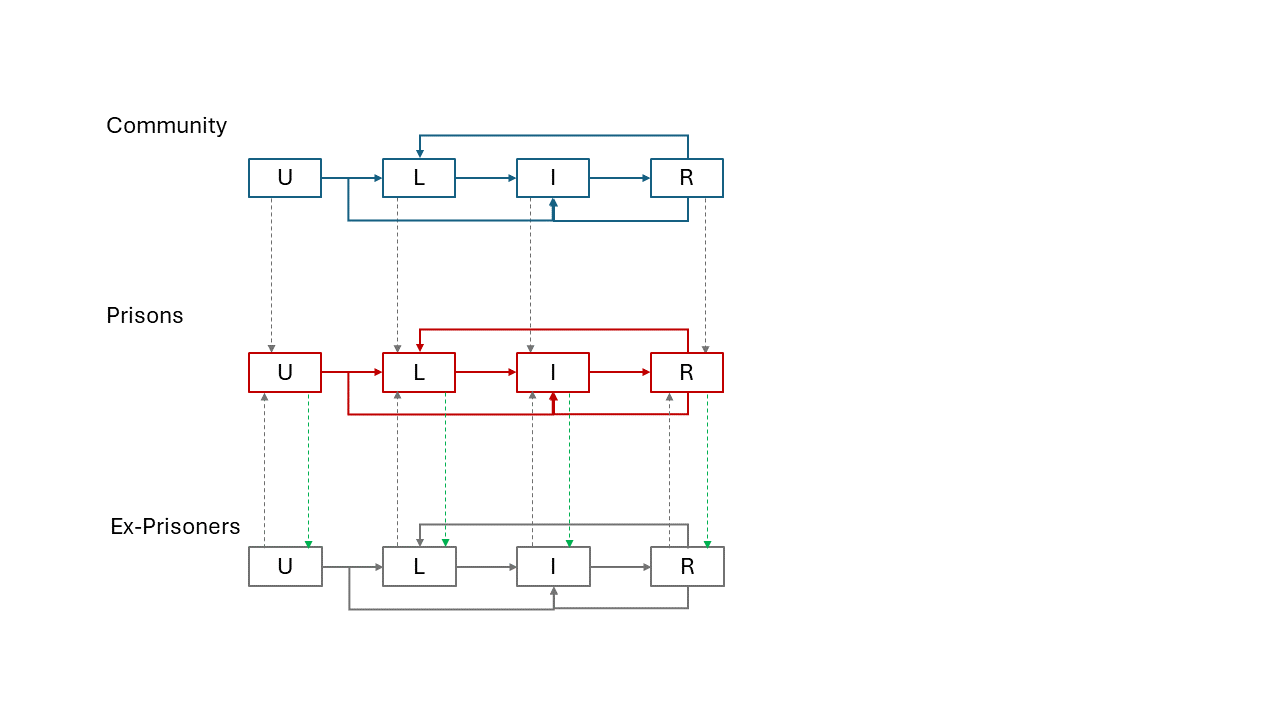 Community
U L I R
Prisons
U L I R
Ex-Prisoners
U L I R